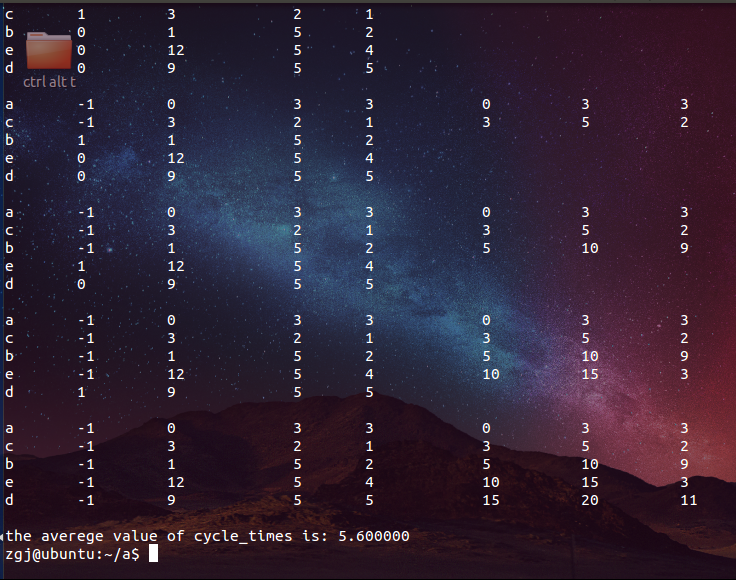 c 1 3 2 1
b 0 1 5 2
e 0 12 5 4
d 0 9 5 5
ctrl alt t
a -1 0 3 3 0 3 3
c -1 3 2 1 3 5 2
b 1 1 5 2
e 0 12 5 4
d 0 9 5 5
a -1 0 3 3 0 3 3
c -1 3 2 1 3 5 2
b -1 1 5 2 5 10 9
e 1 12 5 4
d 0 9 5 5
a -1 0 3 3 0 3 3
c -1 3 2 1 3 5 2
b -1 1 5 2 5 10 9
e -1 12 5 4 10 15 3
d 1 9 5 5
a -1 0 3 3 0 3 3
c -1 3 2 1 3 5 2
b -1 1 5 2 5 10 9
e -1 12 5 4 10 15 3
d -1 9 5 5 15 20 11
the averege value of cycle_times is: 5.600000
zgj@ubuntu:~/a$